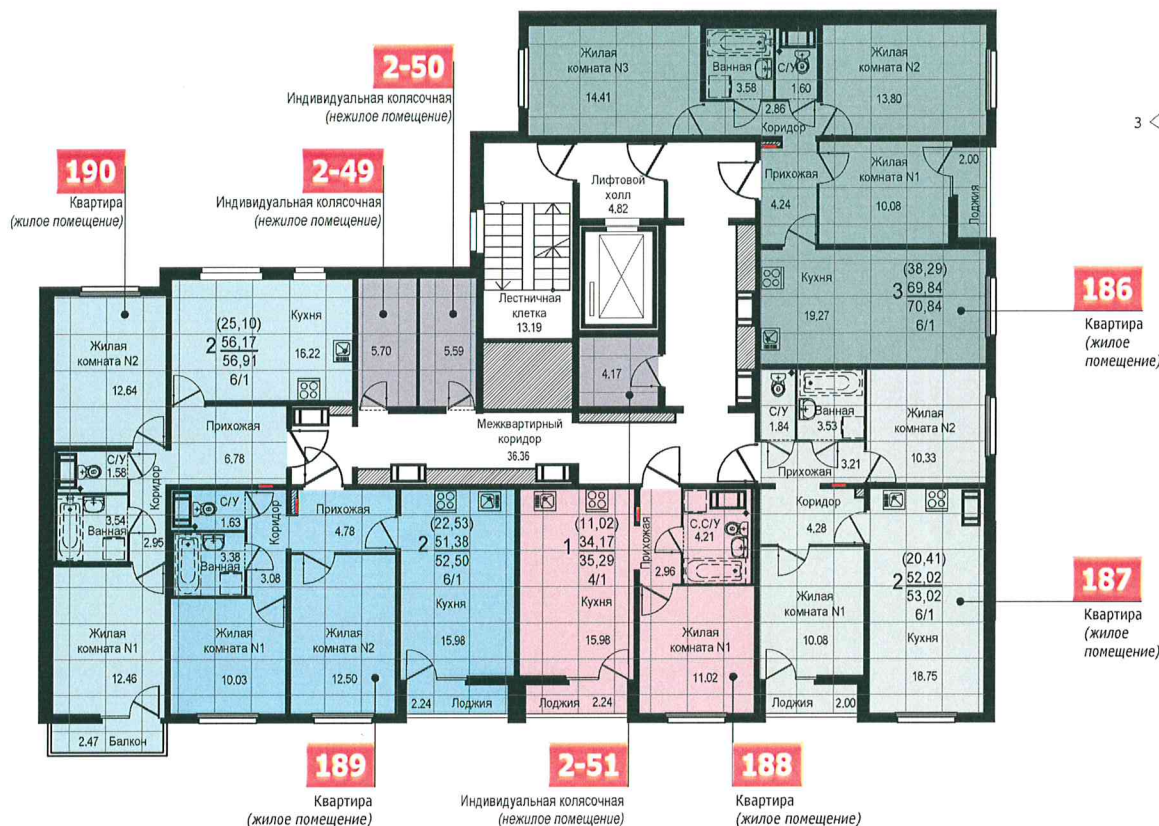 2-50
Индивидуальная колясочная
(нежилое помещение)
2-49
Индивидуальная колясочная
(нежилое помещение)
190
Квартира
(жилое помещение)
Жилая
комната N3
14.41
Ванная
3.58
С/У
1.60
Жилая
комната N2
13.80
2.86
Коридор
3 <
Прихожая
4.24
Жилая
комната N1
10.08
2.00
Лоджия
Лифтовой
холл
4.82
Лестничная
клетка
13.19
Кухня
19.27
(38,29)
3
69.84
70.84
6/1
186
Квартира
(жилое
помещение)
Жилая
комната N2
12.64
(25,10)
2
56,17
56,91
6/1
Кухня
16.22
5.70
5.59
4.17
Прихожая
6.78
Межквартирный
коридор
36.36
С/У
1.84
Ванная
3.53
Жилая
комната N2
10.33
3.21
Прихожая
Коридор
4.28
С/У
1.58
Коридор
3.54
Ванная
2.95
С/У
1.63
Коридор
3.38
Ванная
3.08
Прихожая
4.78
(22,53)
2
51,38
52,50
6/1
Кухня
15.98
(11,02)
1
34,17
35,29
4/1
Кухня
15.98
Прихожая
2.96
С.С/У
4.21
Жилая
комната N1
11.02
Жилая
комната N1
10.08
(20,41)
2
52,02
53,02
6/1
Кухня
18.75
187
Квартира
(жилое
помещение)
Жилая
комната N1
12.46
Жилая
комната N1
10.03
Жилая
комната N2
12.50
2.24
Лоджия
Лоджия
2.24
Лоджия
2.00
2.47
Балкон
189
Квартира
(жилое помещение)
2-51
Индивидуальная колясочная
(нежилое помещение)
188
Квартира
(жилое помещение)